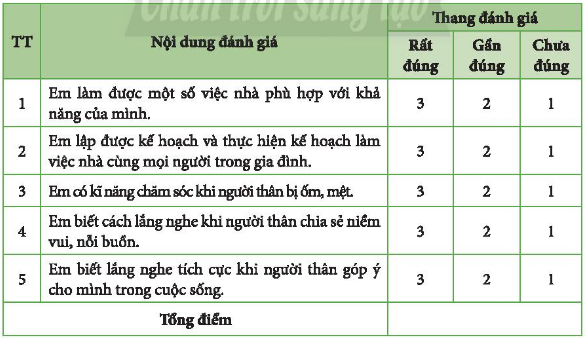 Chân trời sáng tạo
TT
Nội dung đánh giá
Thang đánh giá
Rất đúng
Gần đúng
Chưa đúng
1
Em làm được một số việc nhà phù hợp với khả
năng của mình.
3 2 1
2
Em lập được kế hoạch và thực hiện kế hoạch làm
việc nhà cùng mọi người trong gia đình.
3 2 1
3
Em có kĩ năng chăm sóc khi người thân bị ốm, mệt.
3 2 1
4
Em biết cách lắng nghe khi người thân chia sẻ niềm
vui, nỗi buồn.
3 2 1
5
Em biết lắng nghe tích cực khi người thân góp ý
cho mình trong cuộc sống.
3 2 1
Tổng điểm